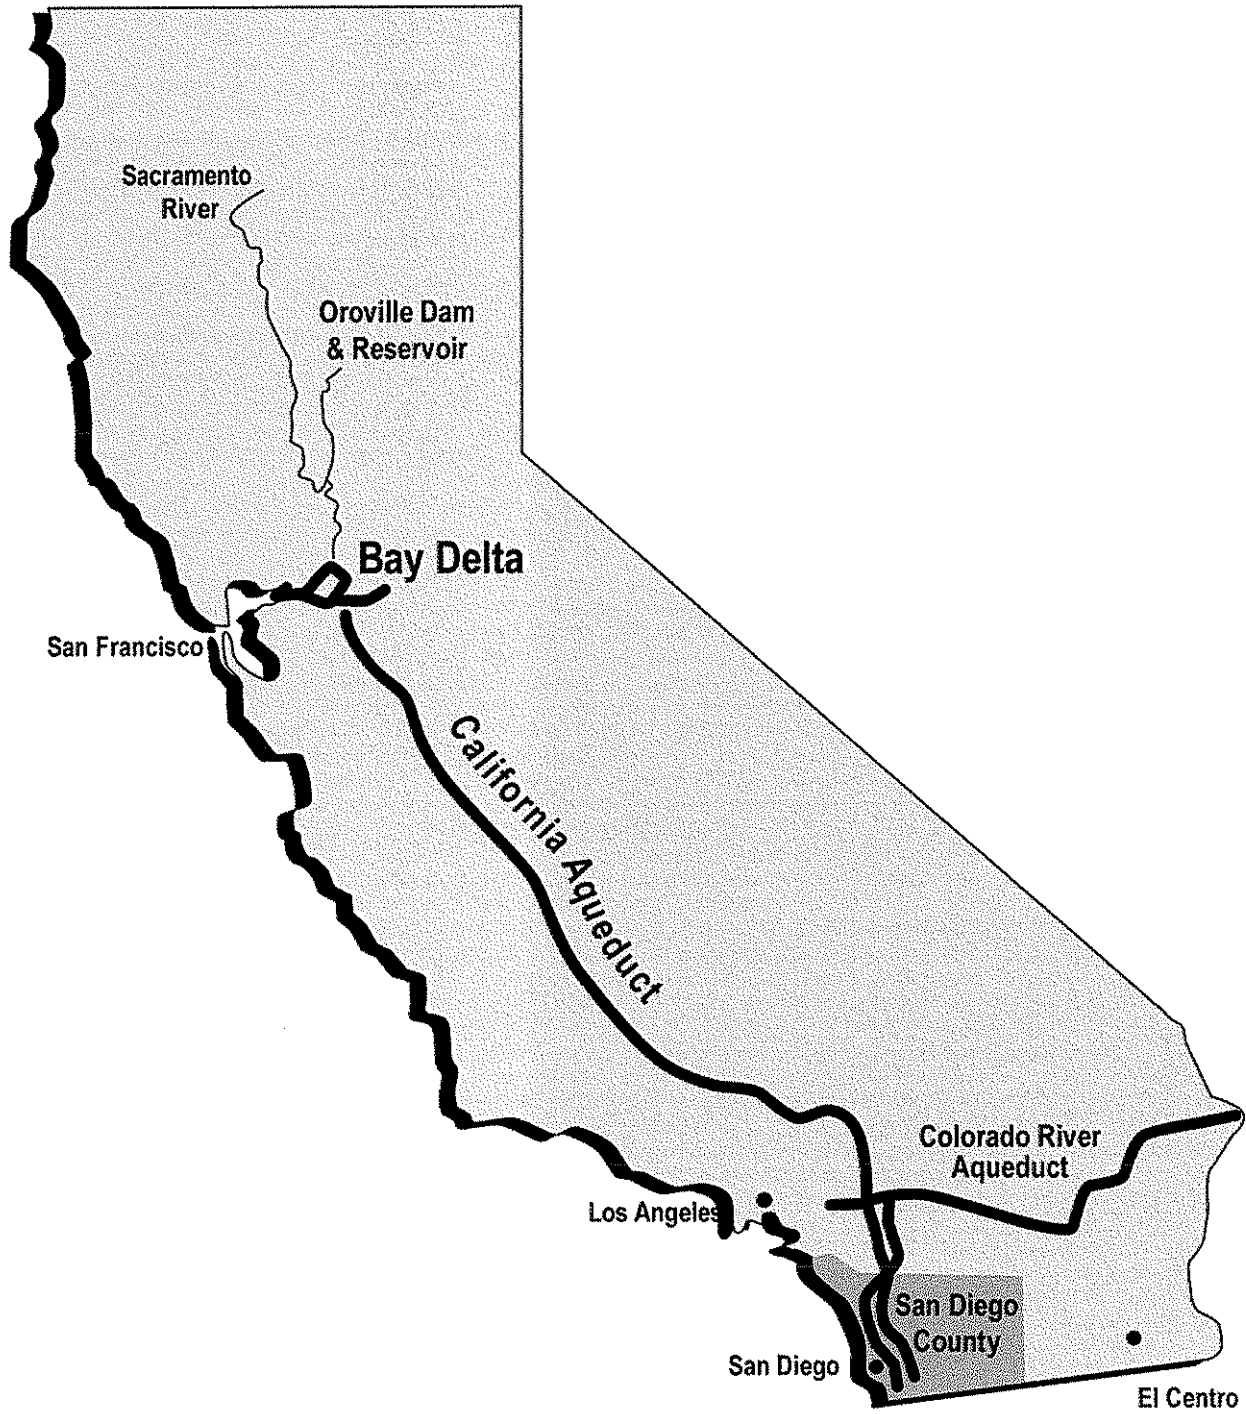 Sacramento
River
Oroville Dam
& Reservoir
Bay Delta
San Francisco
California Aqueduct
Colorado River
Aqueduct
Los Angeles
San Diego
County
San Diego
El Centro